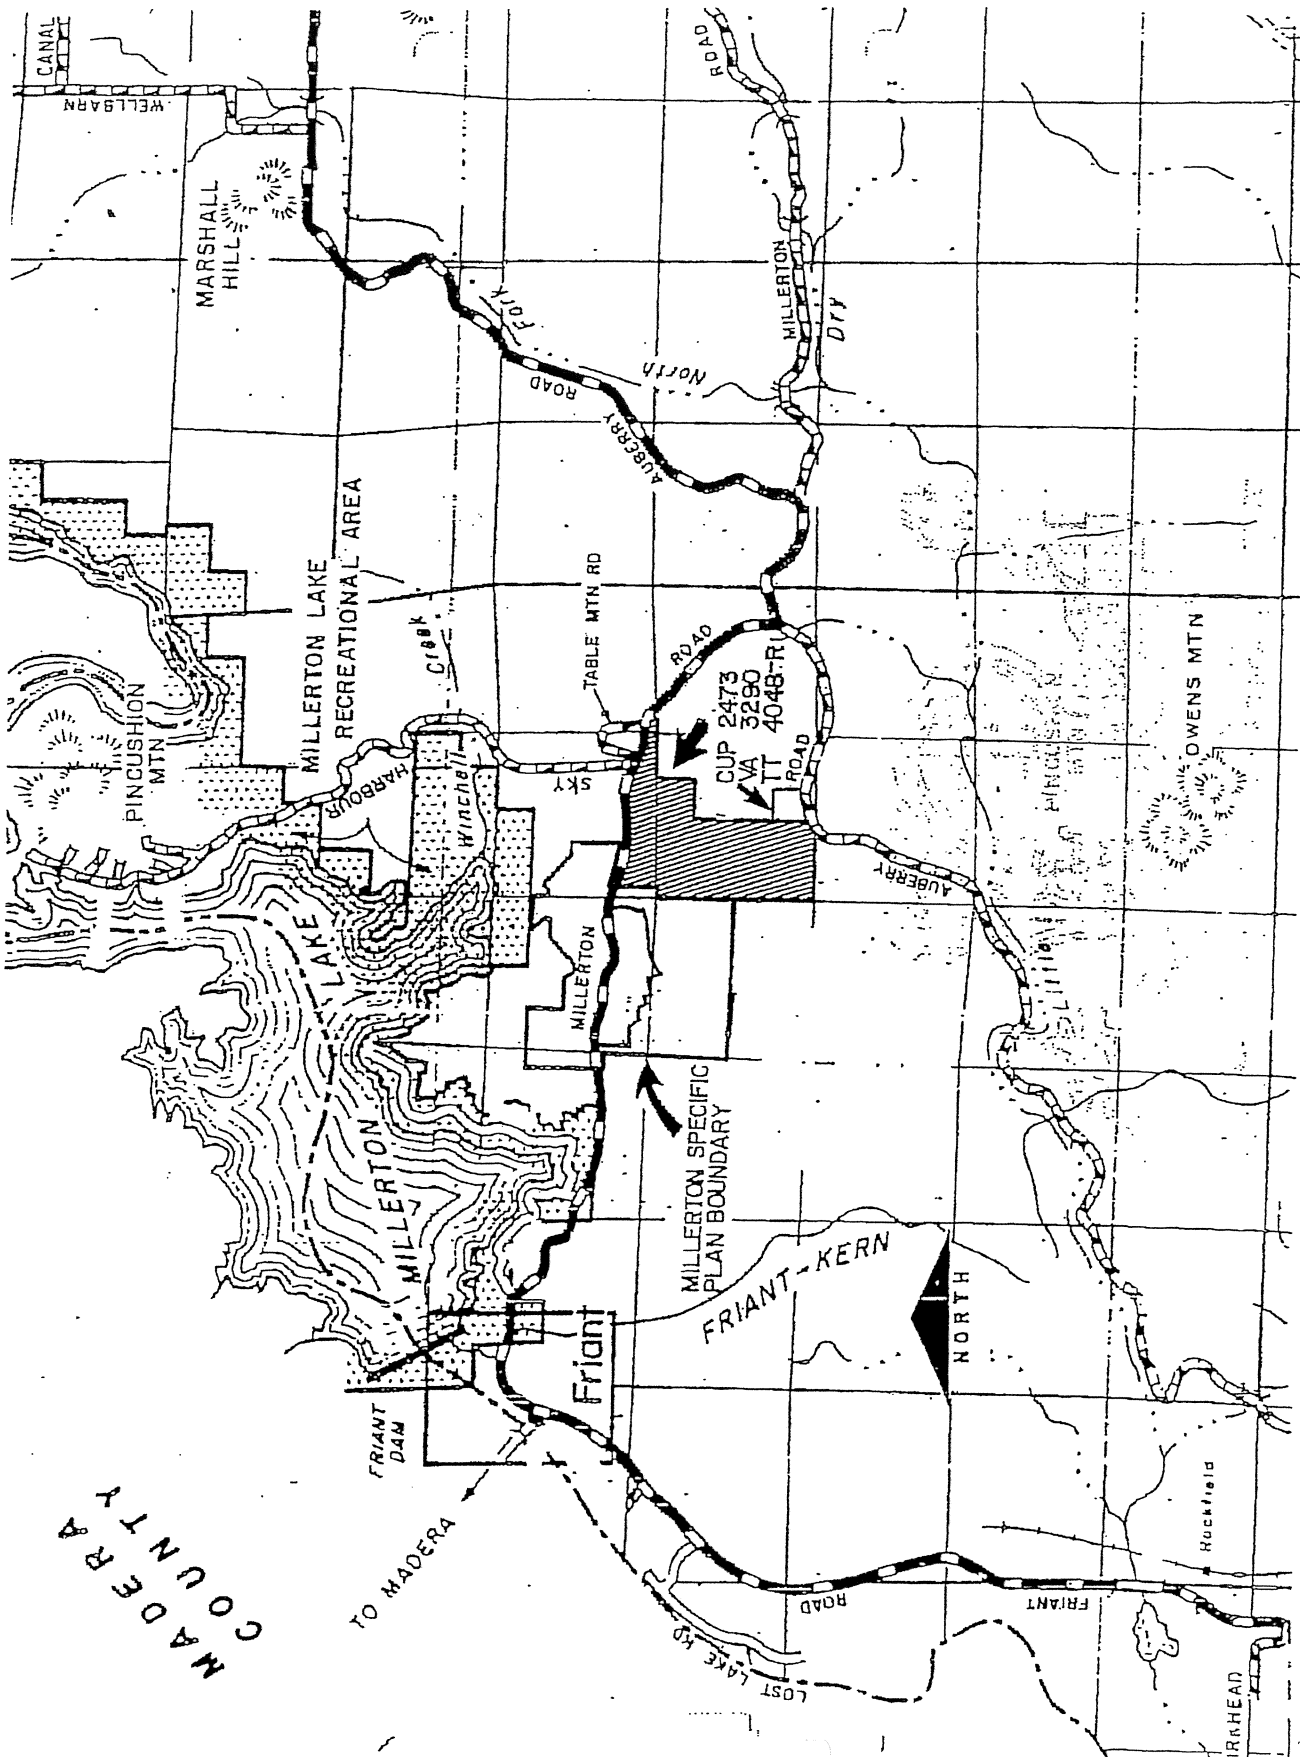 CANAL
WELLBARN
MARSHALL
HILL
ROAD
MILLERTON
Dry
Fork
North
ROAD
AUBERRY
MILLERTON LAKE
RECREATIONAL AREA
Creek
TABLE MTN RD
ROAD
PINCUSHION
MTN
HARBOUR
Winchell
SKY
CUP 2473
VA 3290
TT 4048-R
ROAD
OWENS MTN
AUBERRY
LAKE
MILLERTON
MILLERTON
Little
MILLERTON SPECIFIC
PLAN BOUNDARY
FRIANT-KERN
NORTH
Friant
FRIANT
DAM
MADERA
COUNTY
TO MADERA
Rockfield
ROAD
FRIANT
LOST LAKE RD